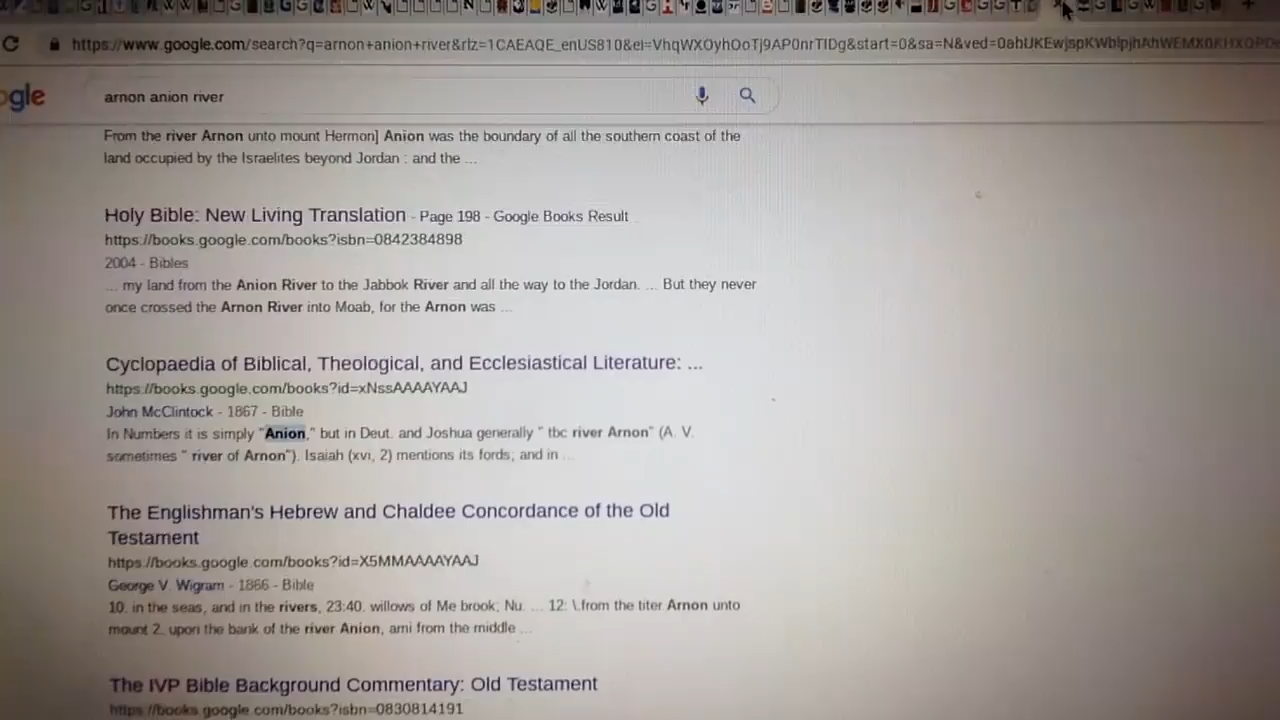 https://www.google.com/search?q=arnon+anion+river&rlz=1CAEAQE_enUS810&ei=
ogle
arnon anion river
From the river Arnon unto mount Hermon] Anion was the boundary of all the southern coast of the
land occupied by the Israelites beyond Jordan : and the ...
Holy Bible: New Living Translation - Page 198 - Google Books Result
https://books.google.com/books?isbn=0842384898
2004 - Bibles
... my land from the Anion River to the Jabbok River and all the way to the Jordan. ... But they never
once crossed the Arnon River into Moab, for the Arnon was ...
Cyclopaedia of Biblical, Theological, and Ecclesiastical Literature: ...
https://books.google.com/books?id=xNssAAAAYAAJ
John McClintock - 1867 - Bible
In Numbers it is simply "Anion," but in Deut. and Joshua generally " tbc river Arnon" (A. V.
sometimes " river of Arnon"). Isaiah (xvi, 2) mentions its fords; and in ...
The Englishman's Hebrew and Chaldee Concordance of the Old
Testament
https://books.google.com/books?id=X5MMAAAAYAAJ
George V. Wigram - 1866 - Bible
10. in the seas, and in the rivers, 23:40. willows of Me brook; Nu. ... 12: \.from the titer Arnon unto
mount 2. upon the bank of the river Anion, ami from the middle ...
The IVP Bible Background Commentary: Old Testament
https://books.google.com/books?isbn=0830814191